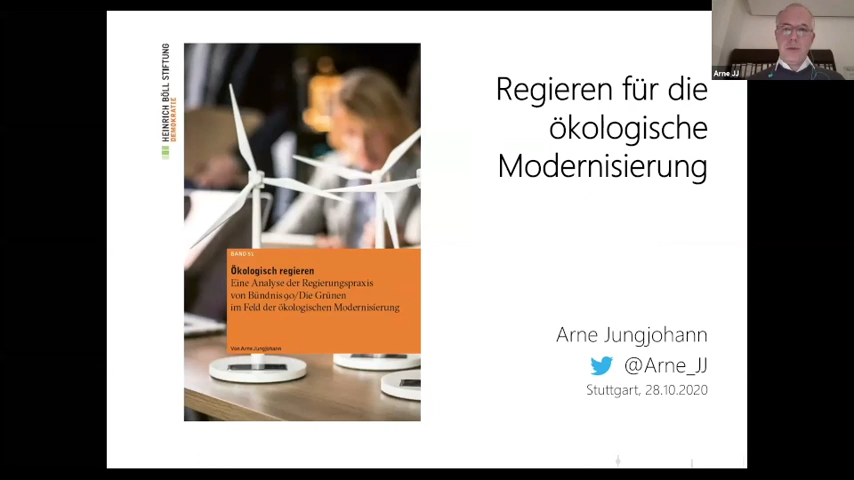 HEINRICH BÖLL STIFTUNG
DEMOKRATIE
BAND 51
Ökologisch regieren
Eine Analyse der Regierungspraxis
von Bündnis 90/Die Grünen
im Feld der ökologischen Modernisierung
Von Arne Jungjohann
Regieren für die
ökologische
Modernisierung
Arne Jungjohann
@Arne_JJ
Stuttgart, 28.10.2020
Arne JJ